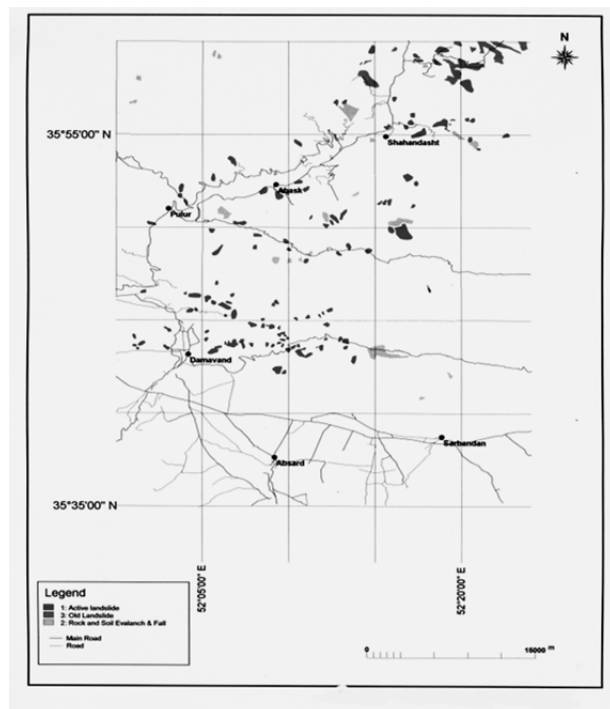 N
35°55'00" N
Shahandasht
Abask
Pulur
Damavand
Sarbandan
Absard
35°35'00" N
52°05'00" E
52°20'00" E
Legend
1: Active landslide
3: Old Landslide
2: Rock and Soil Evalanch & Fall
Main Road
Road
0
15000 m